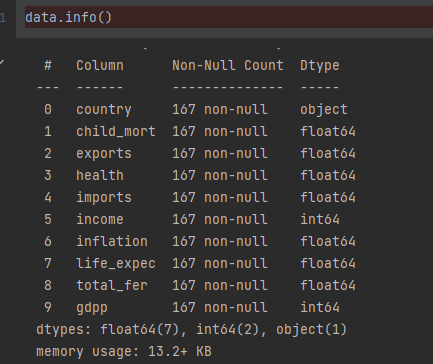 1 data.info()
#   Column      Non-Null Count  Dtype
---  ------      --------------  -----
0   country     167 non-null    object
1   child_mort  167 non-null    float64
2   exports     167 non-null    float64
3   health      167 non-null    float64
4   imports     167 non-null    float64
5   income      167 non-null    int64
6   inflation   167 non-null    float64
7   life_expec  167 non-null    float64
8   total_fer   167 non-null    float64
9   gdpp        167 non-null    int64
dtypes: float64(7), int64(2), object(1)
memory usage: 13.2+ KB